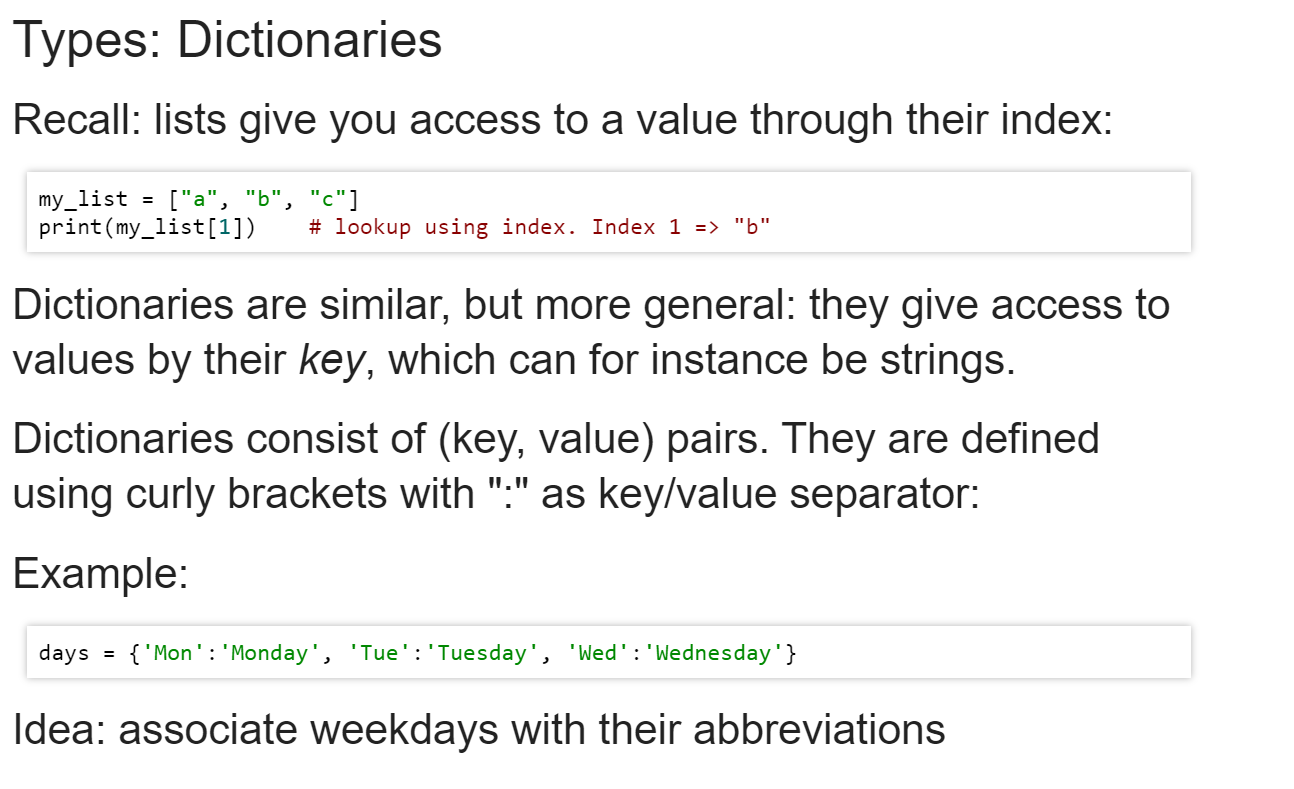 Types: Dictionaries
Recall: lists give you access to a value through their index:
my_list = ["a", "b", "c"]
print(my_list[1])    # lookup using index. Index 1 => "b"
Dictionaries are similar, but more general: they give access to
values by their key, which can for instance be strings.
Dictionaries consist of (key, value) pairs. They are defined
using curly brackets with ":" as key/value separator:
Example:
days = {'Mon':'Monday', 'Tue':'Tuesday', 'Wed':'Wednesday'}
Idea: associate weekdays with their abbreviations